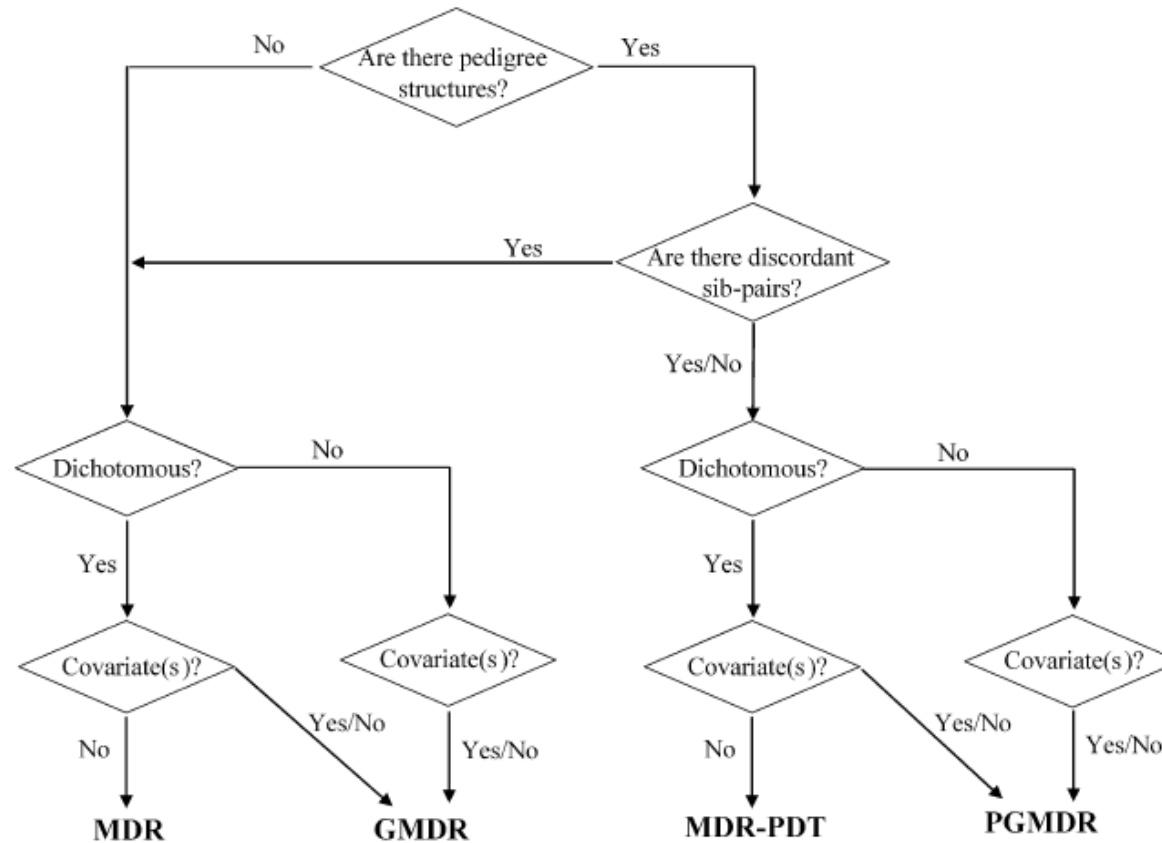 No
Yes
Are there pedigree
structures?
Yes
Are there discordant
sib-pairs?
Yes/No
Dichotomous?
No
Dichotomous?
No
Yes
Yes
Covariate(s)?
Covariate(s)?
Covariate(s)?
Covariate(s)?
No
Yes/No
Yes/No
No
Yes/No
Yes/No
MDR
GMDR
MDR-PDT
PGMDR